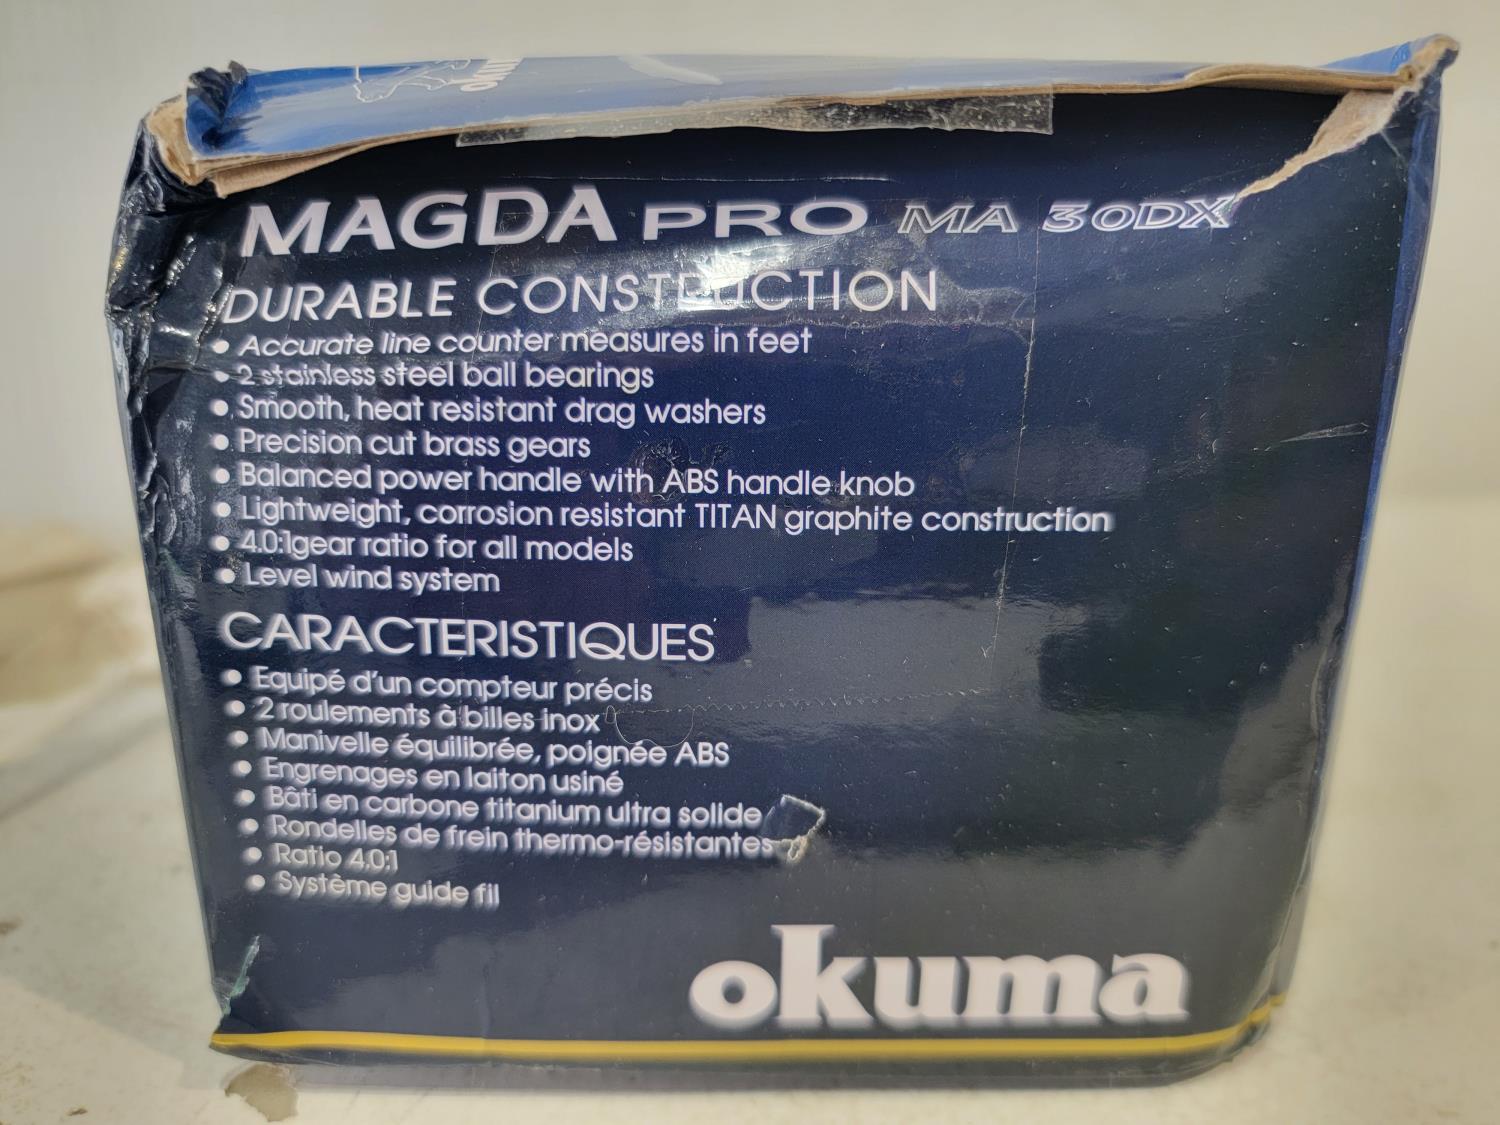 MAGDA PRO MA 30DX
DURABLE CONSTRUCTION
• Accurate line counter measures in feet
• 2 stainless steel ball bearings
• Smooth, heat resistant drag washers
• Precision cut brass gears
• Balanced power handle with ABS handle knob
• Lightweight, corrosion resistant TITAN graphite construction
• 4.0:1gear ratio for all models
• Level wind system
CARACTERISTIQUES
• Equipé d'un compteur précis
• 2 roulements à billes inox
• Manivelle équilibrée, poignée ABS
• Engrenages en laiton usiné
• Bâti en carbone titanium ultra solide
• Rondelles de frein thermo-résistantes
• Ratio 4,0:1
• Système guide fil
okuma